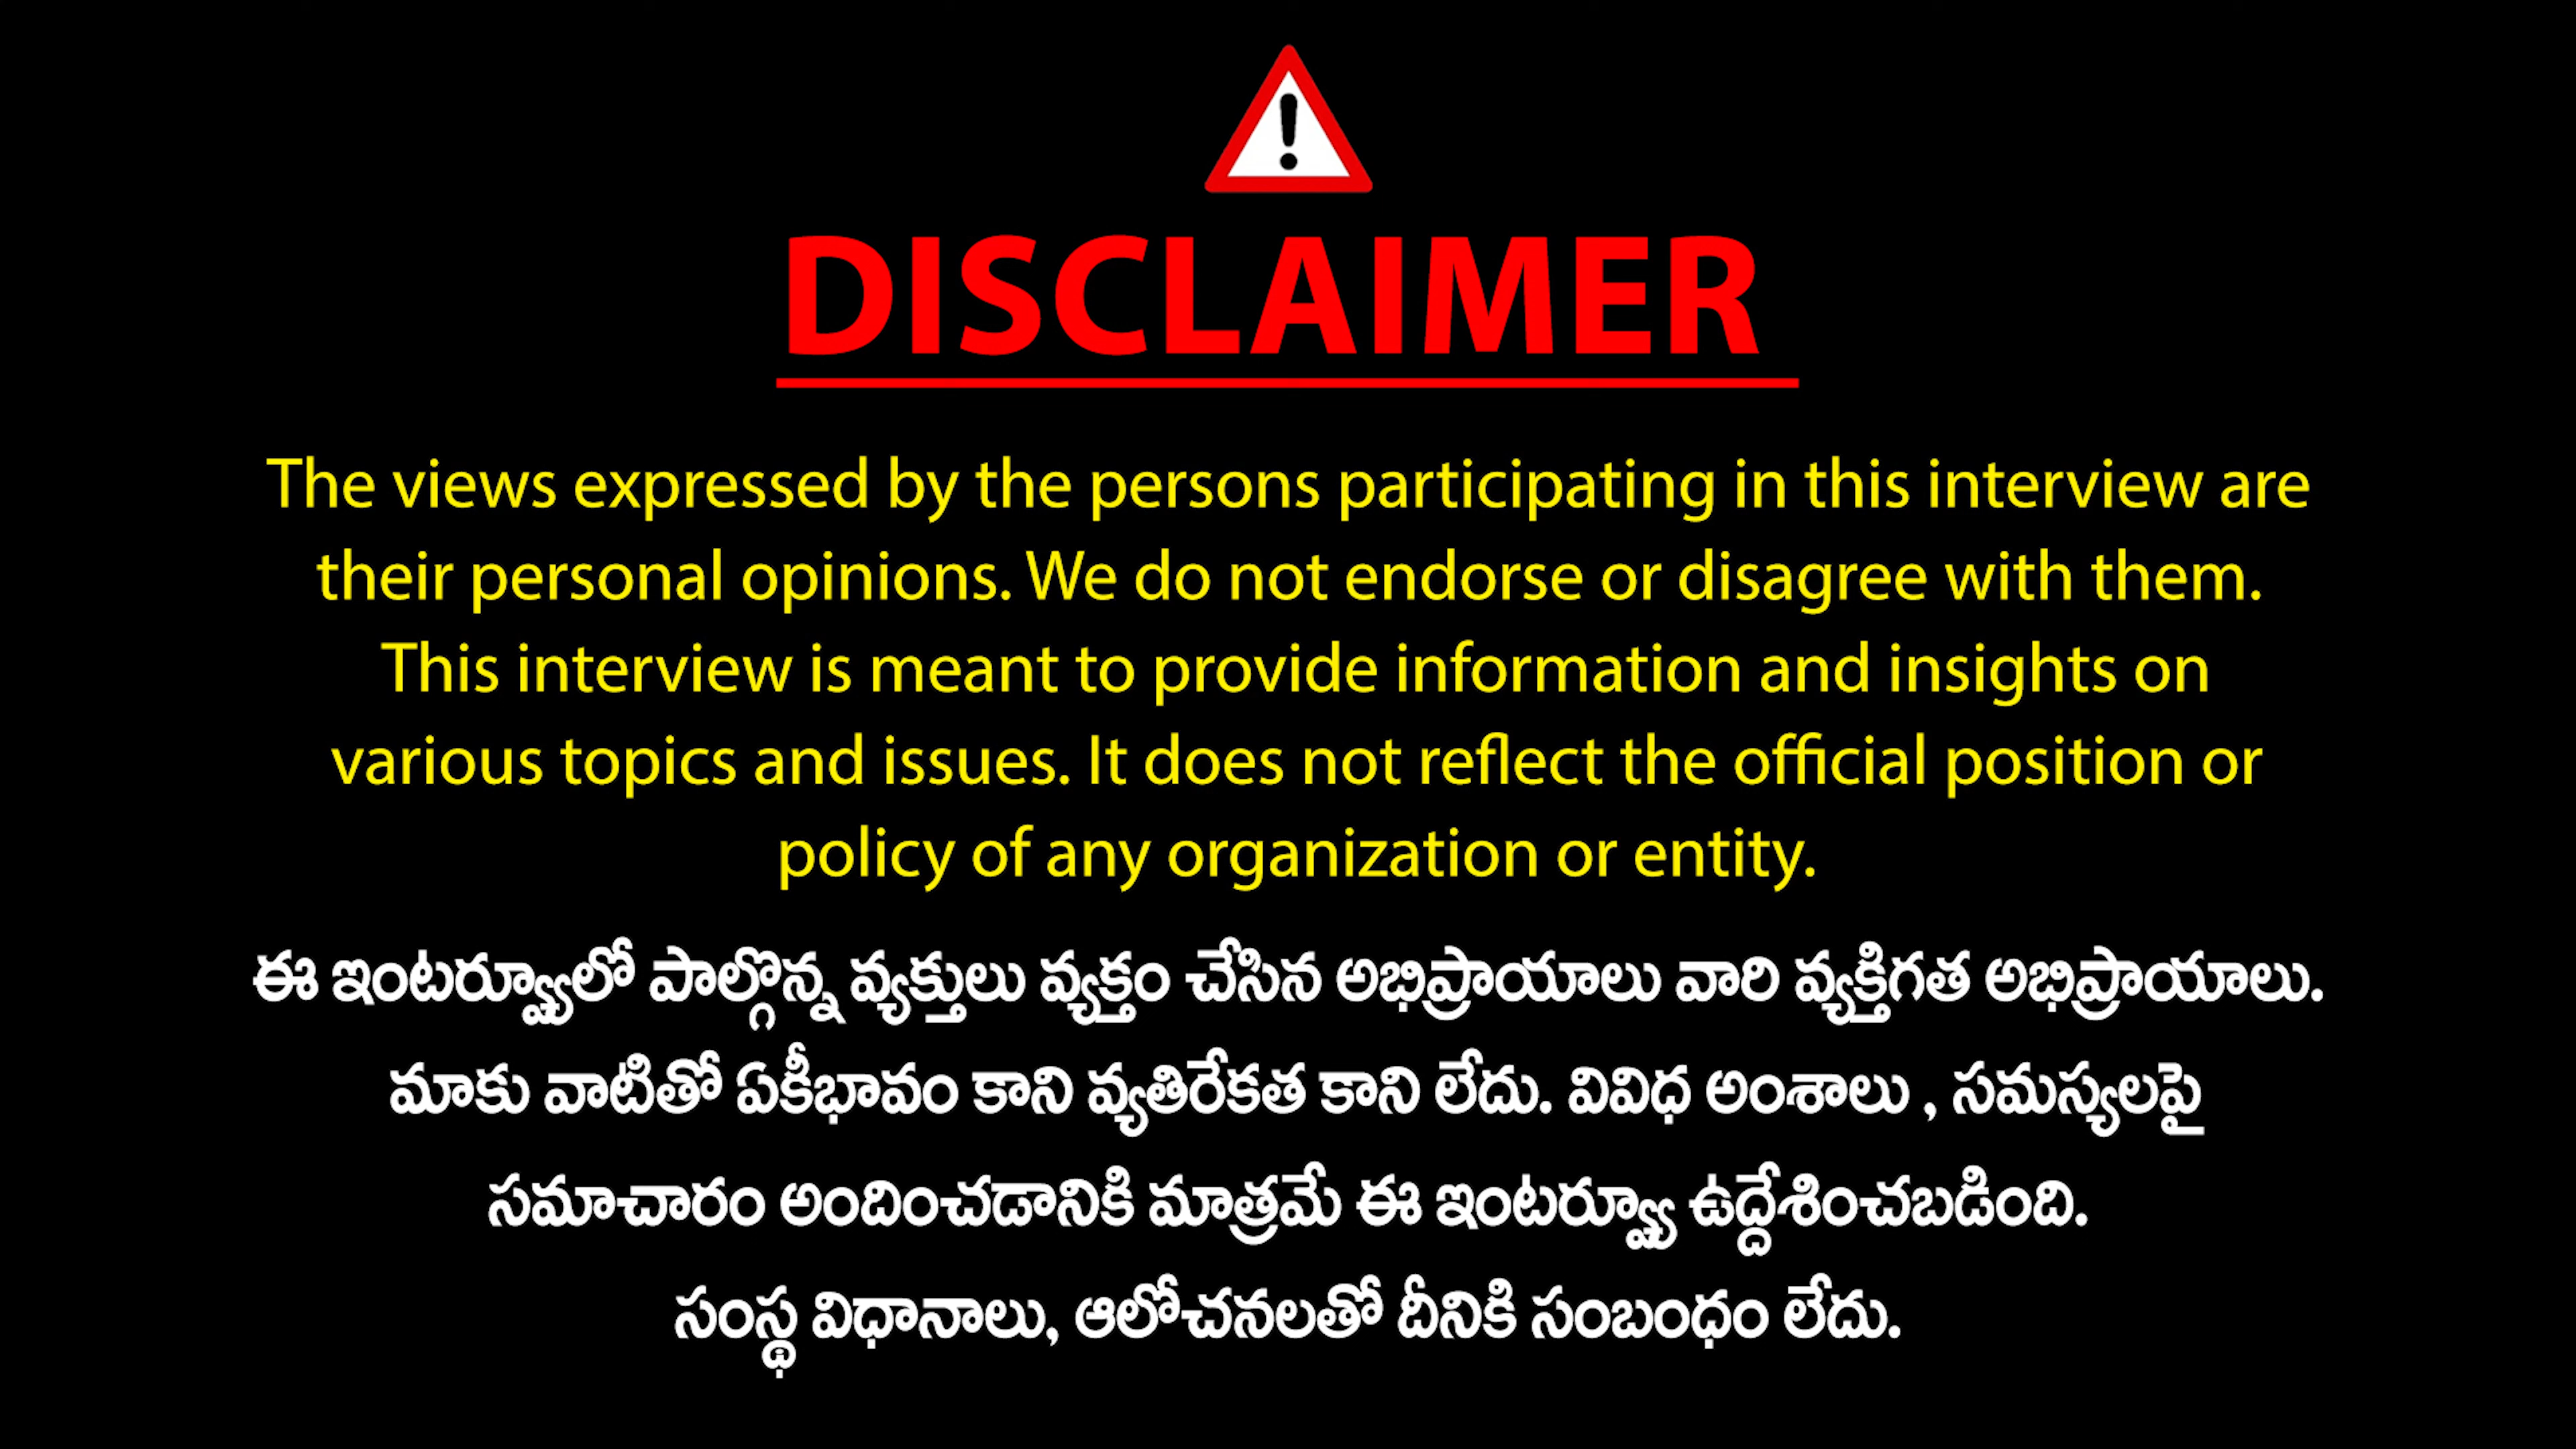 DISCLAIMER
The views expressed by the persons participating in this interview are
their personal opinions. We do not endorse or disagree with them.
This interview is meant to provide information and insights on
various topics and issues. It does not reflect the official position or
policy of any organization or entity.
ఈ ఇంటర్వ్యూలో పాల్గొన్న వ్యక్తులు వ్యక్తం చేసిన అభిప్రాయాలు వారి వ్యక్తిగత అభిప్రాయాలు.
మాకు వాటితో ఏకీభావం కాని వ్యతిరేకత కాని లేదు. వివిధ అంశాలు , సమస్యలపై
సమాచారం అందించడానికి మాత్రమే ఈ ఇంటర్వ్యూ ఉద్దేశించబడింది.
సంస్థ విధానాలు, ఆలోచనలతో దీనికి సంబంధం లేదు.